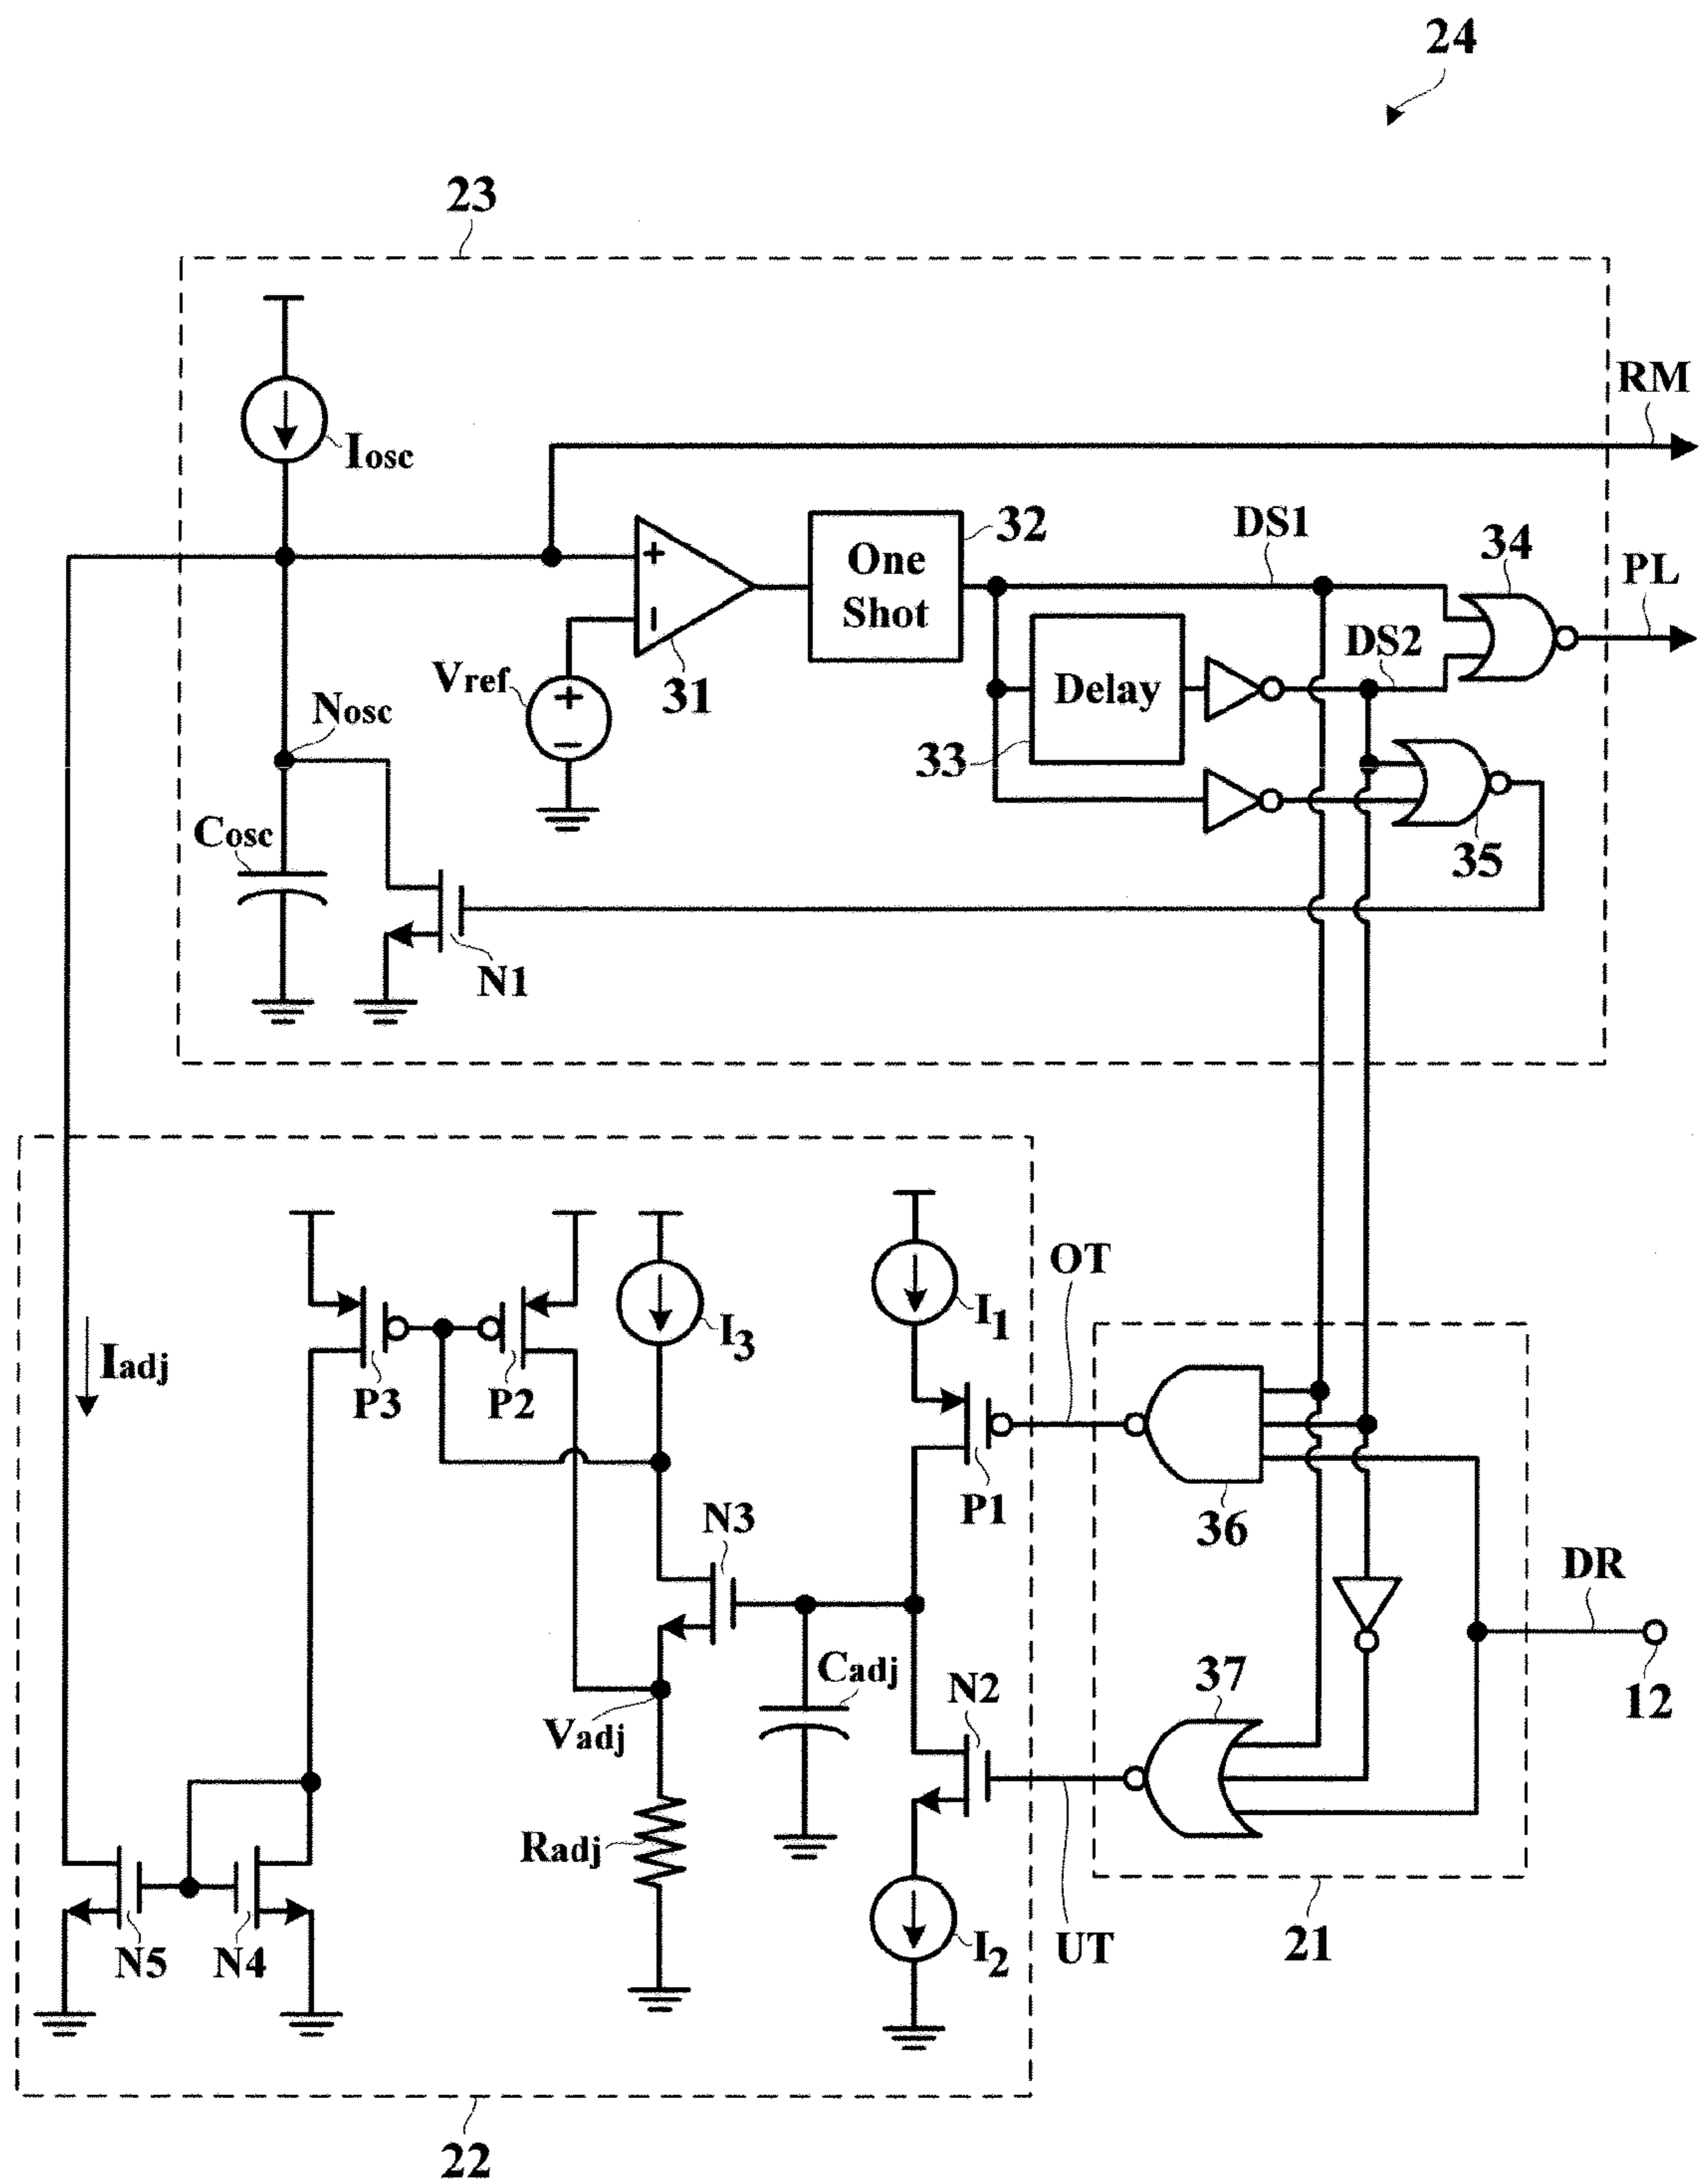 24
23
RM
Iosc
One
Shot
32
DS1
34
PL
Vref
+
−
+
−
31
Delay
DS2
Nosc
33
Cosc
35
N1
OT
I1
I3
Iadj
P3
P2
P1
36
N3
DR
Cadj
N2
37
12
Vadj
Radj
N5
N4
I2
UT
21
22